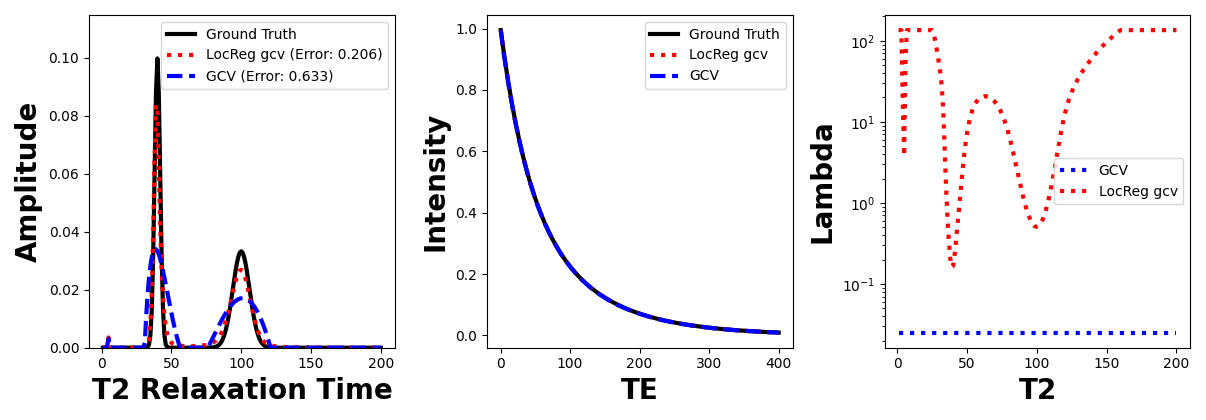 Amplitude
0.10
0.08
0.06
0.04
0.02
0.00
Ground Truth
LocReg gcv (Error: 0.206)
GCV (Error: 0.633)
0
50
100
150
200
T2 Relaxation Time
Intensity
1.0
0.8
0.6
0.4
0.2
0.0
Ground Truth
LocReg gcv
GCV
0
100
200
300
400
TE
Lambda
10²
10¹
10⁰
10⁻¹
GCV
LocReg gcv
0
50
100
150
200
T2